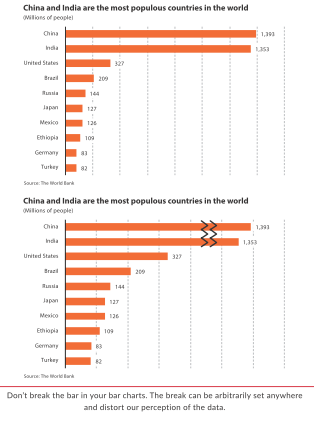 China and India are the most populous countries in the world
(Millions of people)
China 1,393
India 1,353
United States 327
Brazil 209
Russia 144
Japan 127
Mexico 126
Ethiopia 109
Germany 83
Turkey 82
Source: The World Bank
China and India are the most populous countries in the world
(Millions of people)
China 1,393
India 1,353
United States 327
Brazil 209
Russia 144
Japan 127
Mexico 126
Ethiopia 109
Germany 83
Turkey 82
Source: The World Bank
Don't break the bar in your bar charts. The break can be arbitrarily set anywhere
and distort our perception of the data.